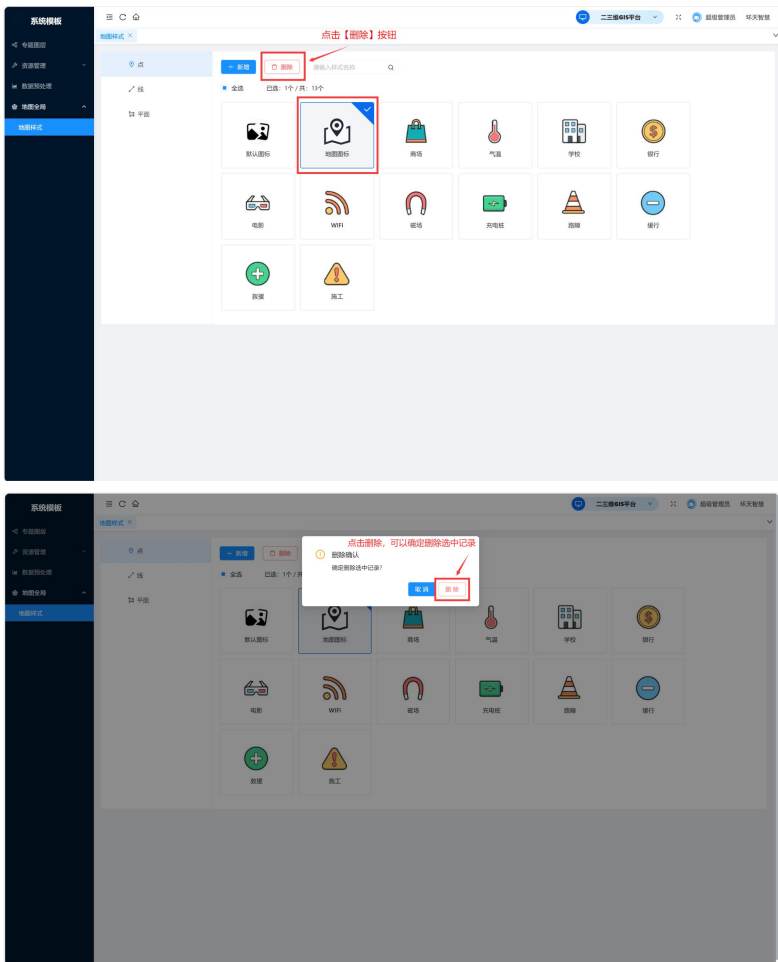 系统模板
二三维GIS平台
超级管理员 环天智慧
专题图层
地图样式 ×
点击【删除】按钮
资源管理
点
+ 新增
删除
请输入样式名称
数据预处理
线
全选 已选：1个 / 共：13个
地图全局
平面
地图样式
默认图标 地图图标 商场 气温 学校 银行
电影 WIFI 磁场 充电桩 路障 缓行
救援 施工
系统模板
二三维GIS平台
超级管理员 环天智慧
专题图层
地图样式 ×
点击删除，可以确定删除选中记录
资源管理
点
+ 新增
删除
删除确认
确定删除选中记录?
数据预处理
线
全选 已选：1个 / 共
取 消 删 除
地图全局
平面
地图样式
默认图标 地图图标 商场 气温 学校 银行
电影 WIFI 磁场 充电桩 路障 缓行
救援 施工